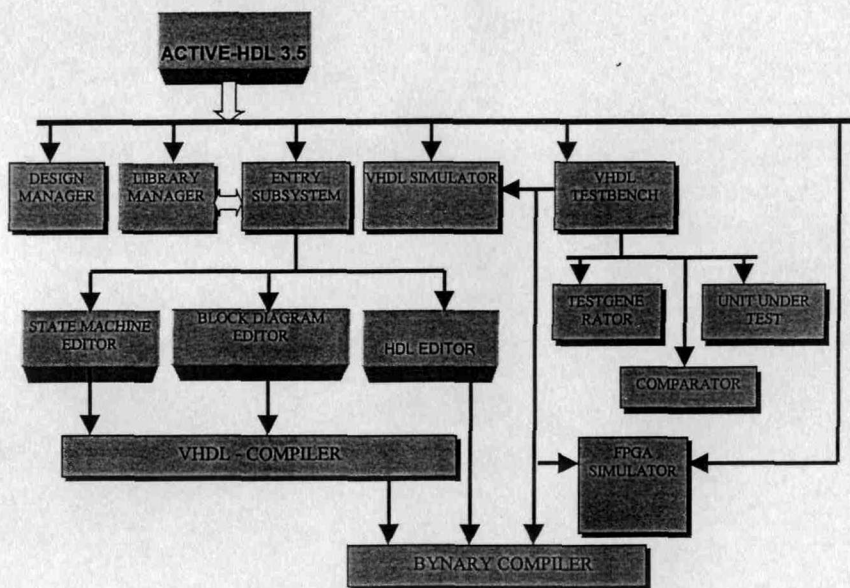 ACTIVE-HDL 3.5
DESIGN
MANAGER
LIBRARY
MANAGER
ENTRY
SUBSYSTEM
VHDL SIMULATOR
VHDL
TESTBENCH
STATE MACHINE
EDITOR
BLOCK DIAGRAM
EDITOR
HDL EDITOR
TESTGENE
RATOR
UNIT UNDER
TEST
COMPARATOR
VHDL - COMPILER
FPGA
SIMULATOR
BYNARY COMPILER